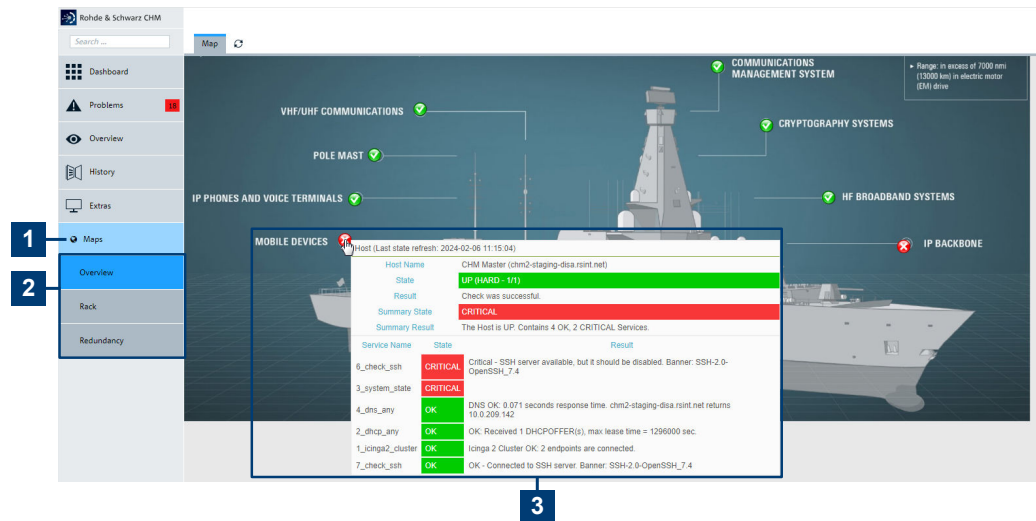 Rohde & Schwarz CHM
Search ...
Map
Dashboard
Problems
18
Overview
History
Extras
1
Maps
2
Overview
Rack
Redundancy
COMMUNICATIONS
MANAGEMENT SYSTEM
▸ Range: in excess of 7000 nmi
(13000 km) in electric motor
(EM) drive
VHF/UHF COMMUNICATIONS
CRYPTOGRAPHY SYSTEMS
POLE MAST
IP PHONES AND VOICE TERMINALS
HF BROADBAND SYSTEMS
MOBILE DEVICES
IP BACKBONE
Host (Last state refresh: 2024-02-06 11:15:04)
Host Name CHM Master (chm2-staging-disa.rsint.net)
State UP (HARD - 1/1)
Result Check was successful.
Summary State CRITICAL
Summary Result The Host is UP. Contains 4 OK, 2 CRITICAL Services.
Service Name State Result
6_check_ssh CRITICAL Critical - SSH server available, but it should be disabled. Banner: SSH-2.0-
OpenSSH_7.4
3_system_state CRITICAL
4_dns_any OK DNS OK: 0.071 seconds response time. chm2-staging-disa.rsint.net returns
10.0.209.142
2_dhcp_any OK OK: Received 1 DHCPOFFER(s), max lease time = 1296000 sec.
1_icinga2_cluster OK Icinga 2 Cluster OK: 2 endpoints are connected.
7_check_ssh OK OK - Connected to SSH server. Banner: SSH-2.0-OpenSSH_7.4
3